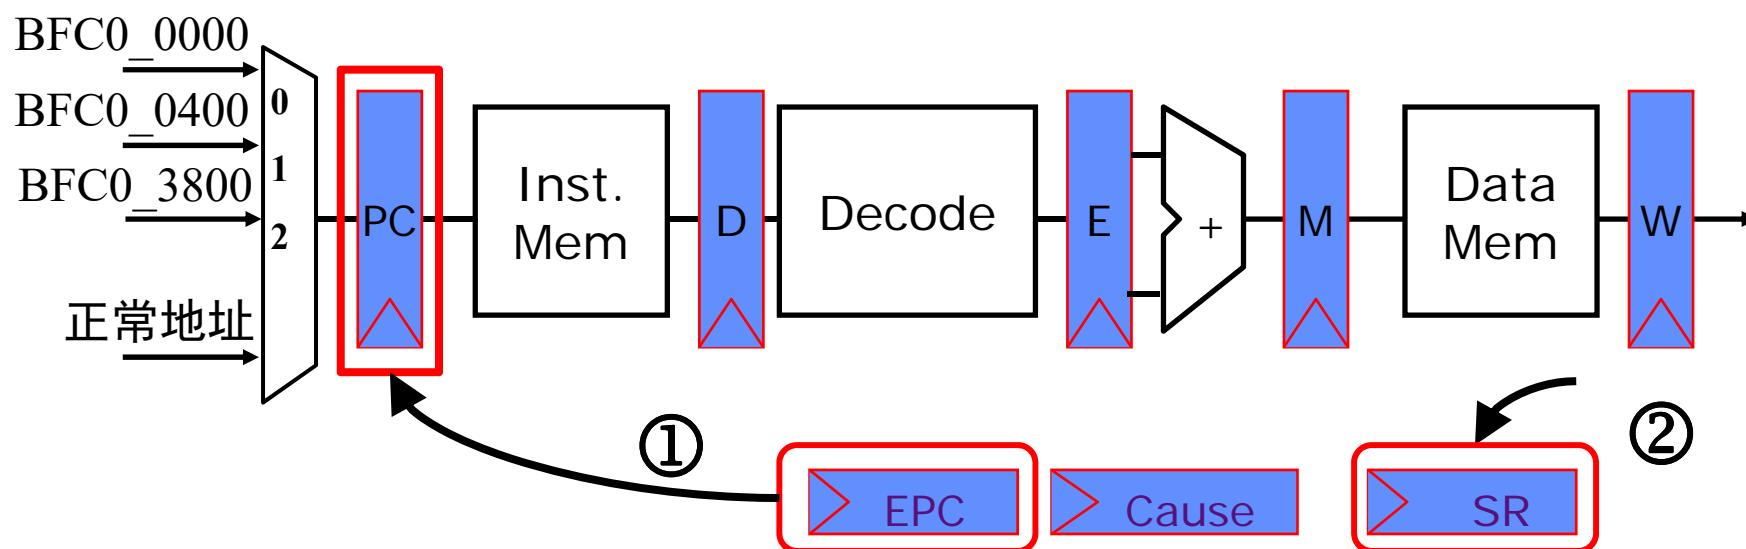 BFC0_0000
BFC0_0400
BFC0_3800
正常地址
0
1
2
PC
Inst.
Mem
D
Decode
E
+
M
Data
Mem
W
①
②
EPC
Cause
SR